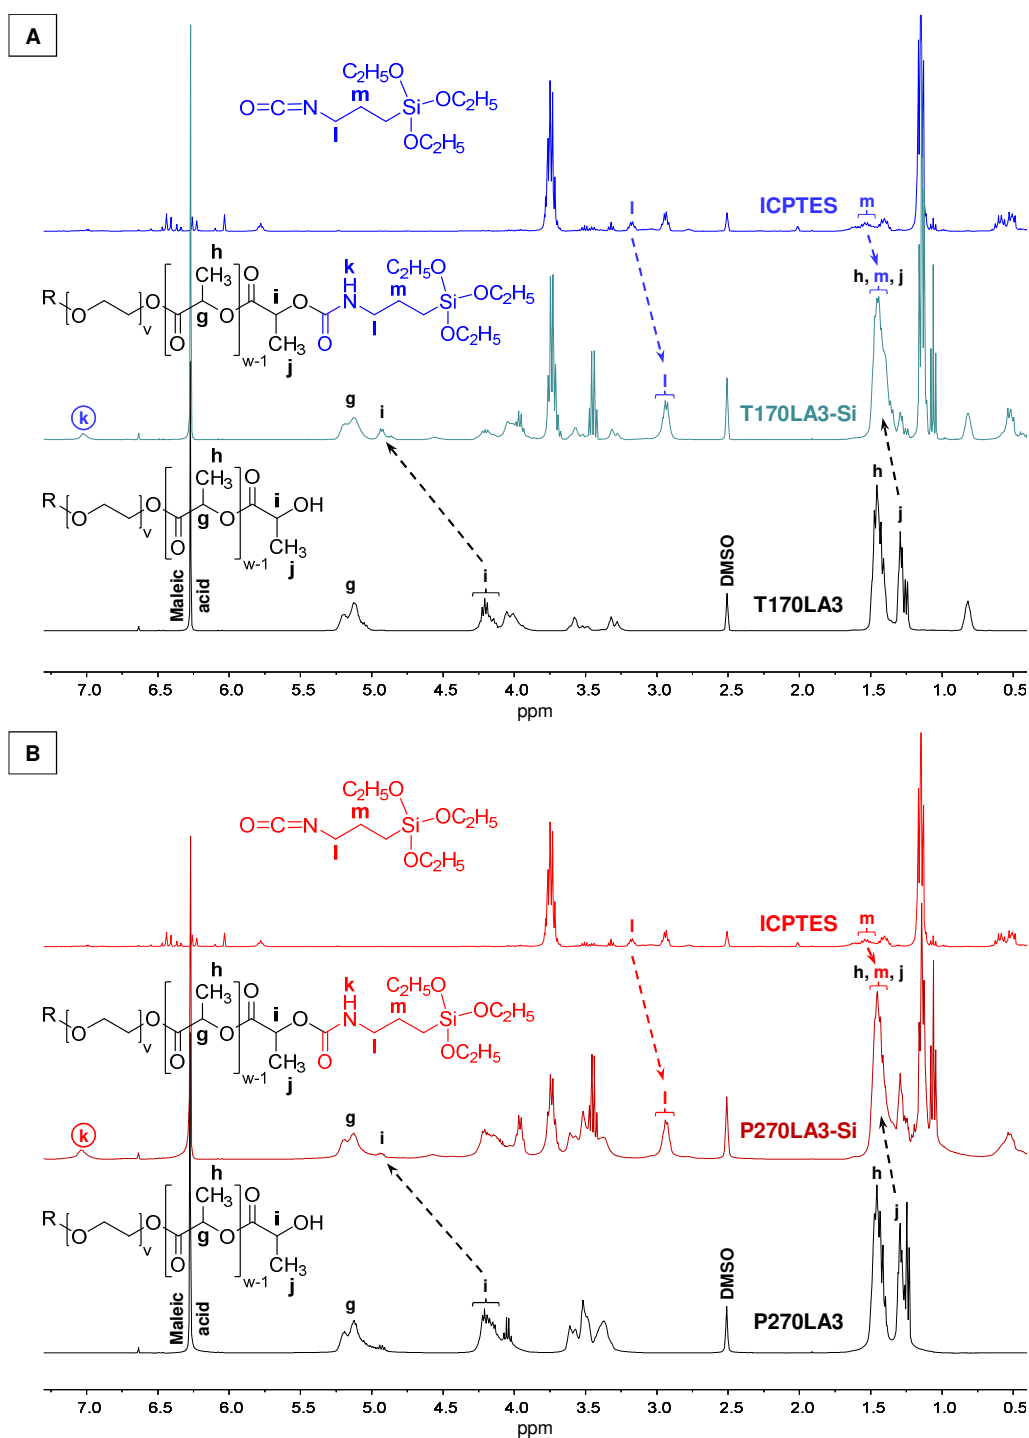 A
C₂H₅O
m
O=C=N
Si
OC₂H₅
l
OC₂H₅
l
ICPTES
m
h, m, j
h
k
C₂H₅O
CH₃
O
i
H
m
R
O
O
O
N
Si
OC₂H₅
O
v
O
g
w-1
CH₃
O
l
OC₂H₅
j
l
k
g
i
T170LA3-Si
h
CH₃
O
i
OH
R
O
O
O
v
O
g
w-1
CH₃
j
h
j
Maleic
acid
g
i
DMSO
T170LA3
7.0 6.5 6.0 5.5 5.0 4.5 4.0 3.5 3.0 2.5 2.0 1.5 1.0 0.5
ppm
B
C₂H₅O
m
O=C=N
Si
OC₂H₅
l
OC₂H₅
l
ICPTES
m
h, m, j
h
k
C₂H₅O
CH₃
O
i
H
m
R
O
O
O
N
Si
OC₂H₅
O
v
O
g
w-1
CH₃
O
l
OC₂H₅
j
l
k
g
i
P270LA3-Si
h
CH₃
O
i
OH
R
O
O
O
v
O
g
w-1
CH₃
j
h
j
Maleic
acid
g
i
DMSO
P270LA3
7.0 6.5 6.0 5.5 5.0 4.5 4.0 3.5 3.0 2.5 2.0 1.5 1.0 0.5
ppm